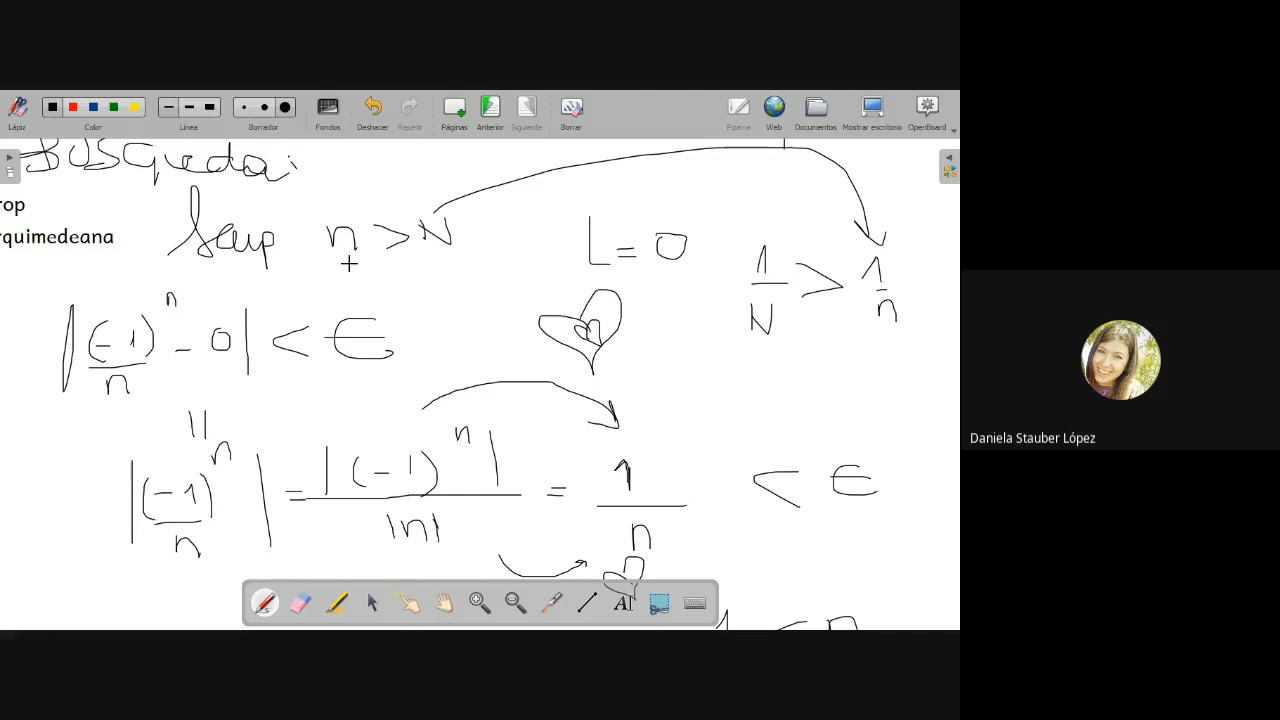 Lápiz Color Línea Borrador Fondos Deshacer Repetir Páginas Anterior Siguiente Borrar Pizarra Web Documentos Mostrar escritorio OpenBoard
Búsqueda:
rop
rquimedeana
Sup n > N
L = 0
1/N > 1/n
|(-1)^n/n - 0| < ∈
n
||
|(-1)^n/n| = |(-1)^n|/|n| = 1/n < ∈
Daniela Stauber López